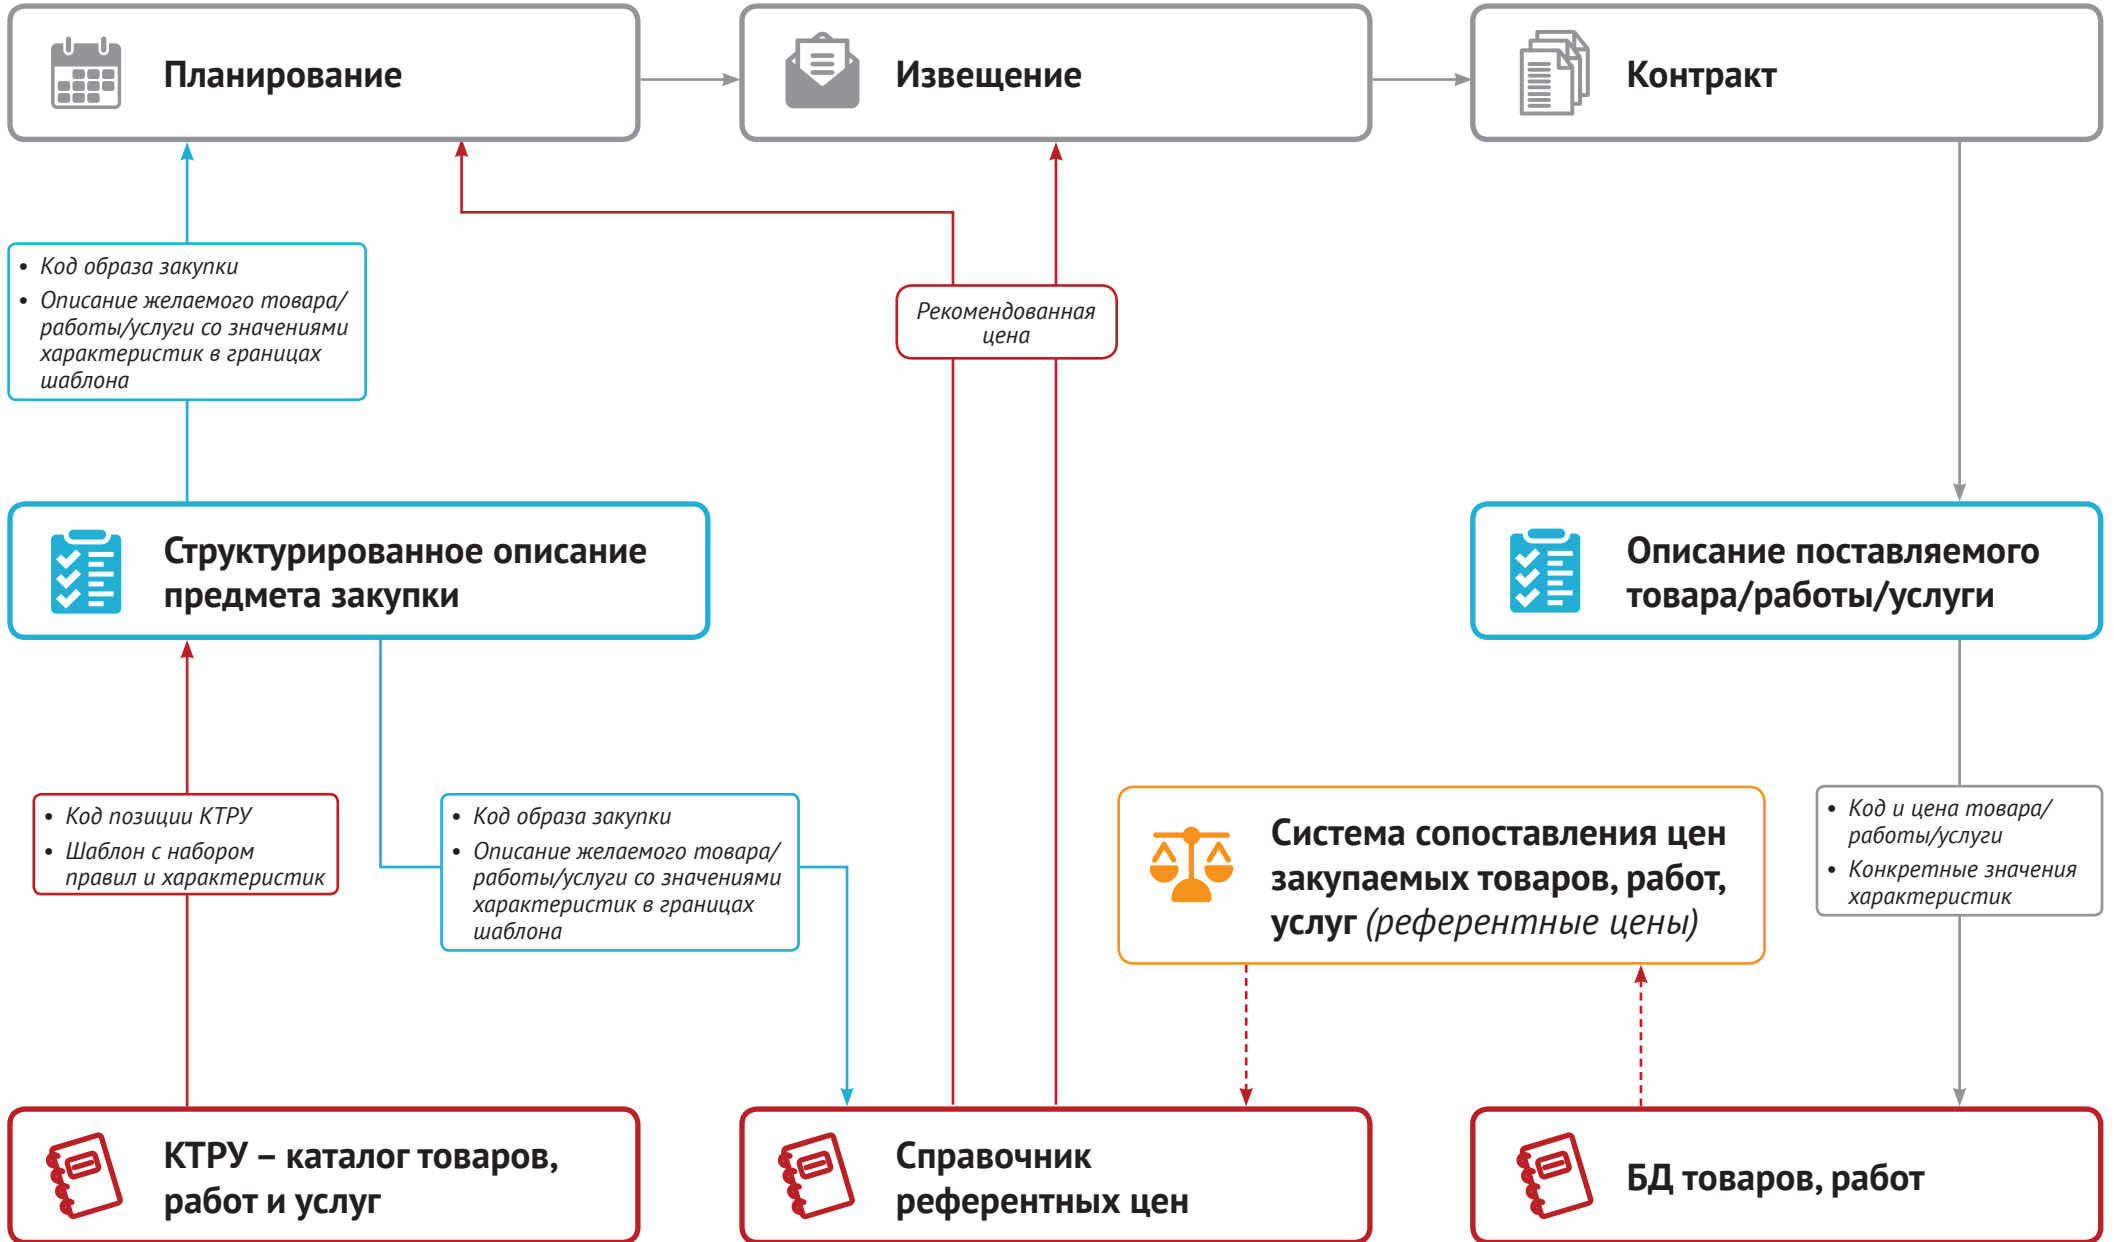 Планирование
Извещение
Контракт
• Код образа закупки
• Описание желаемого товара/
работы/услуги со значениями
характеристик в границах
шаблона
Рекомендованная
цена
Структурированное описание
предмета закупки
Описание поставляемого
товара/работы/услуги
• Код позиции КТРУ
• Шаблон с набором
правил и характеристик
• Код образа закупки
• Описание желаемого товара/
работы/услуги со значениями
характеристик в границах
шаблона
Система сопоставления цен
закупаемых товаров, работ,
услуг (референтные цены)
• Код и цена товара/
работы/услуги
• Конкретные значения
характеристик
КТРУ – каталог товаров,
работ и услуг
Справочник
референтных цен
БД товаров, работ